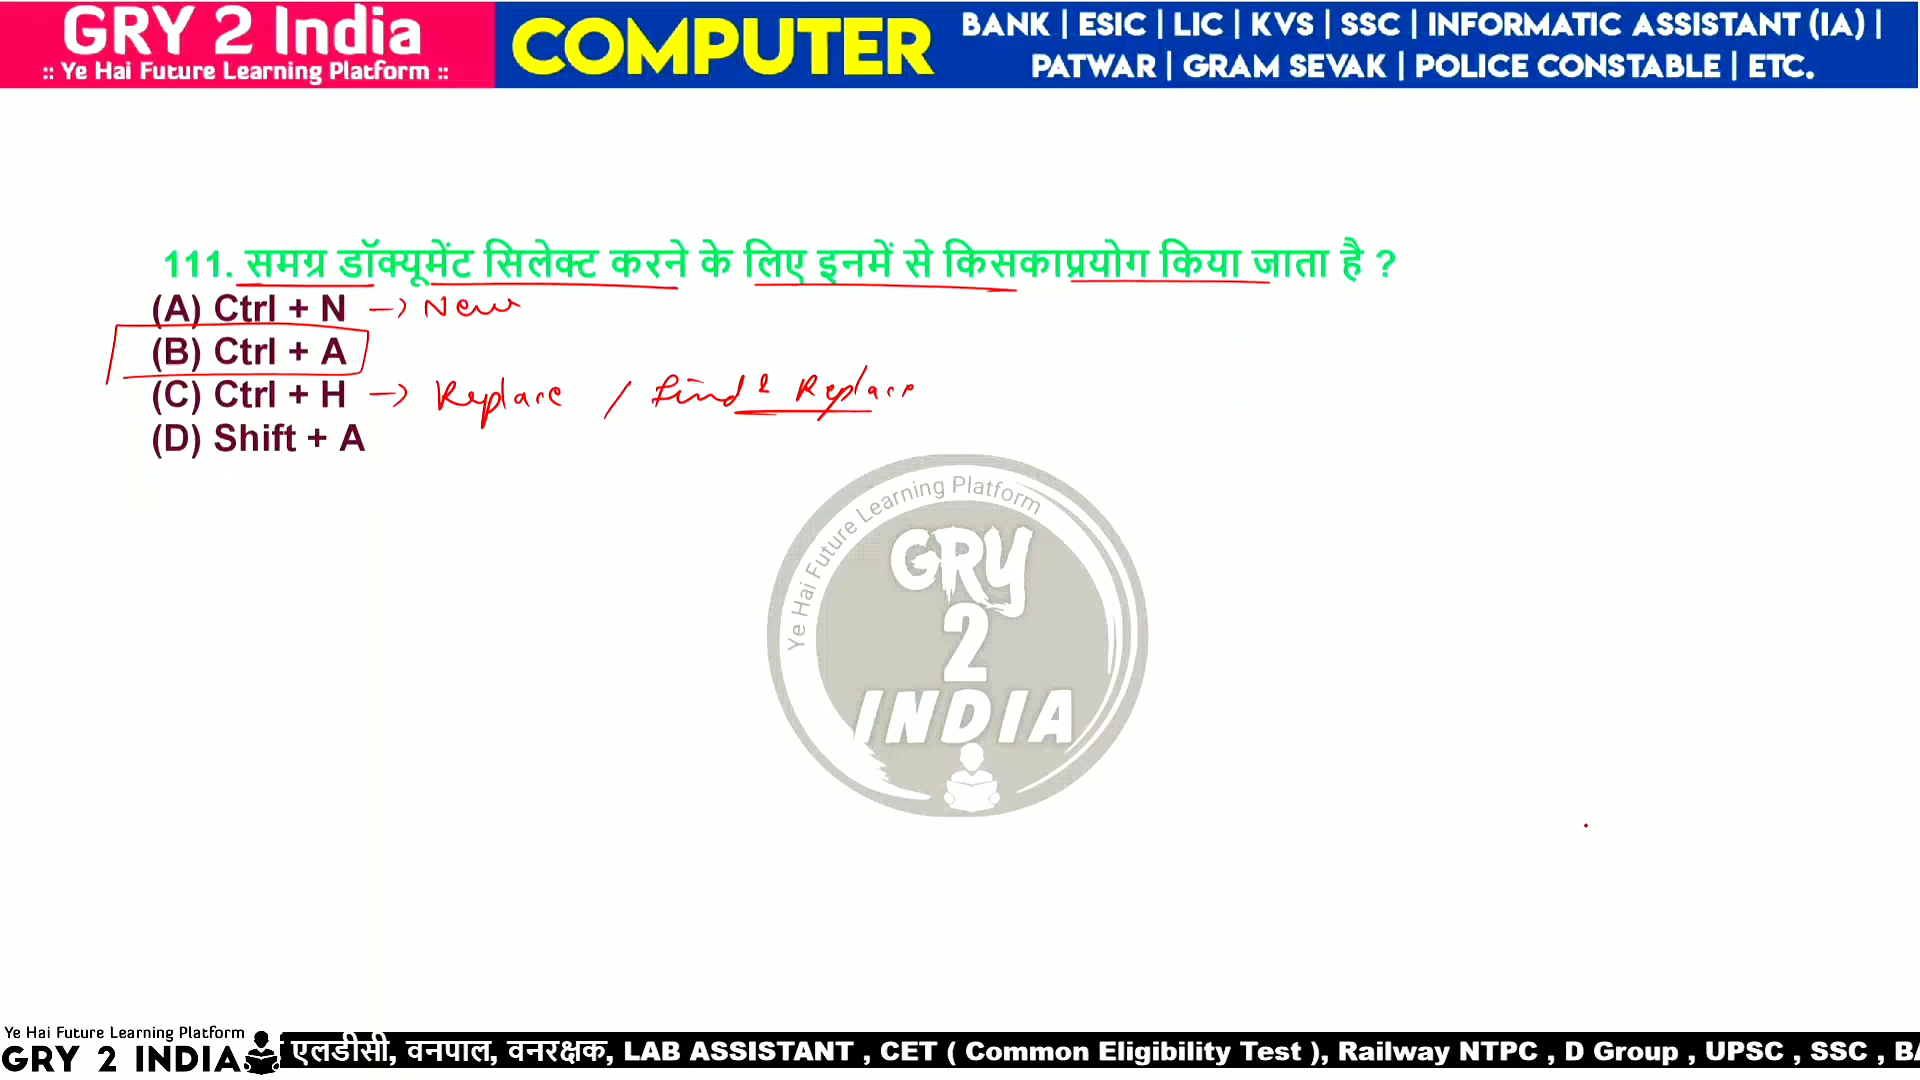 GRY 2 India
:: Ye Hai Future Learning Platform ::
COMPUTER
BANK | ESIC | LIC | KVS | SSC | INFORMATIC ASSISTANT (IA) |
PATWAR | GRAM SEVAK | POLICE CONSTABLE | ETC.
111. समग्र डॉक्यूमेंट सिलेक्ट करने के लिए इनमें से किसकाप्रयोग किया जाता है ?
(A) Ctrl + N → New
(B) Ctrl + A
(C) Ctrl + H → Replace / Find & Replace
(D) Shift + A
Ye Hai Future Learning Platform
GRY
2
INDIA
Ye Hai Future Learning Platform
GRY 2 INDIA
एलडीसी, वनपाल, वनरक्षक, LAB ASSISTANT , CET ( Common Eligibility Test ), Railway NTPC , D Group , UPSC , SSC , BA